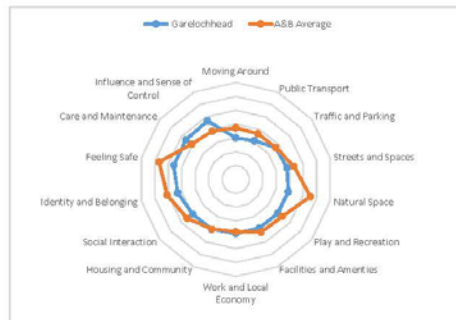 Garelochhead
A&B Average
Moving Around
Public Transport
Traffic and Parking
Streets and Spaces
Natural Space
Play and Recreation
Facilities and Amenties
Work and Local
Economy
Housing and Community
Social Interaction
Identity and Belonging
Feeling Safe
Care and Maintenance
Influence and Sense of
Control